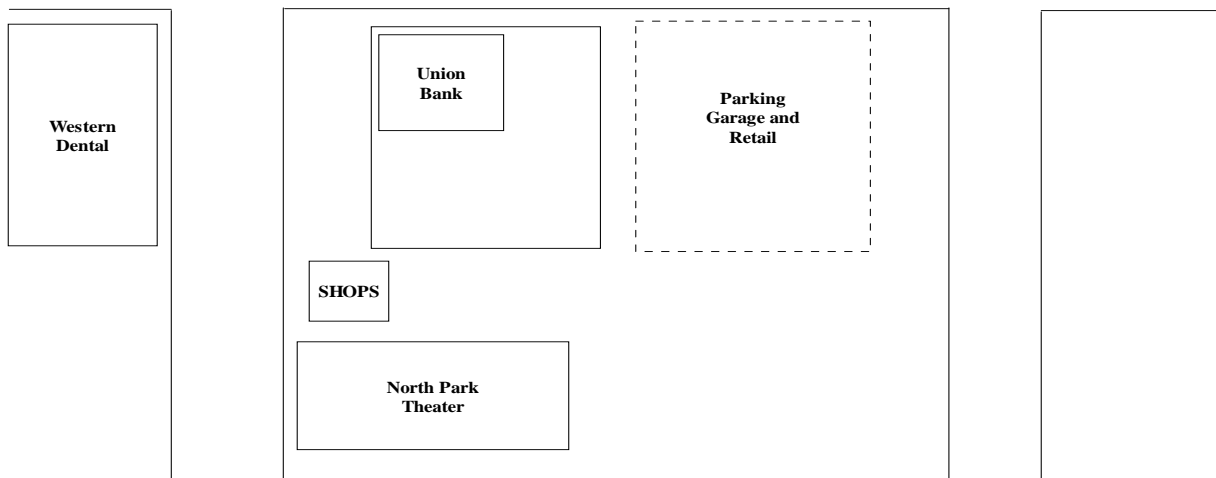 Western
Dental
Union
Bank
Parking
Garage and
Retail
SHOPS
North Park
Theater